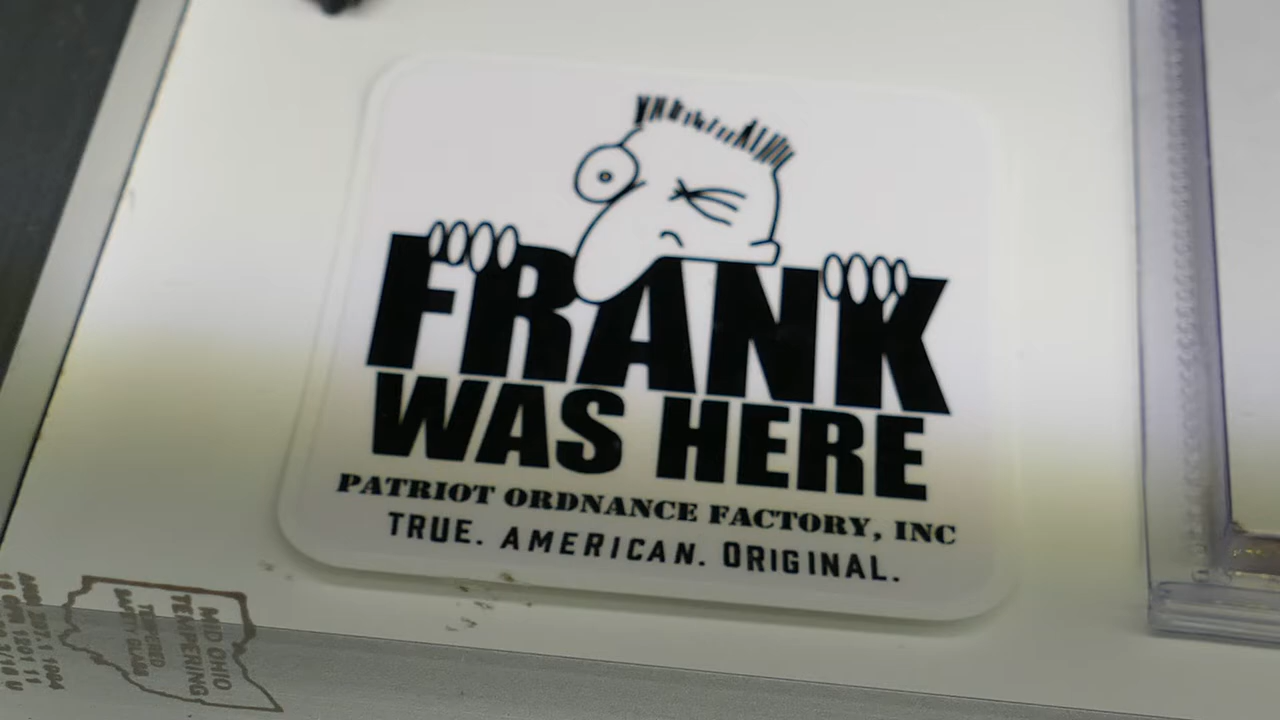 FRANK
WAS HERE
PATRIOT ORDNANCE FACTORY, INC
TRUE. AMERICAN. ORIGINAL.
MID OHIO
TEMPERING
TEMPERED
SAFETY GLASS